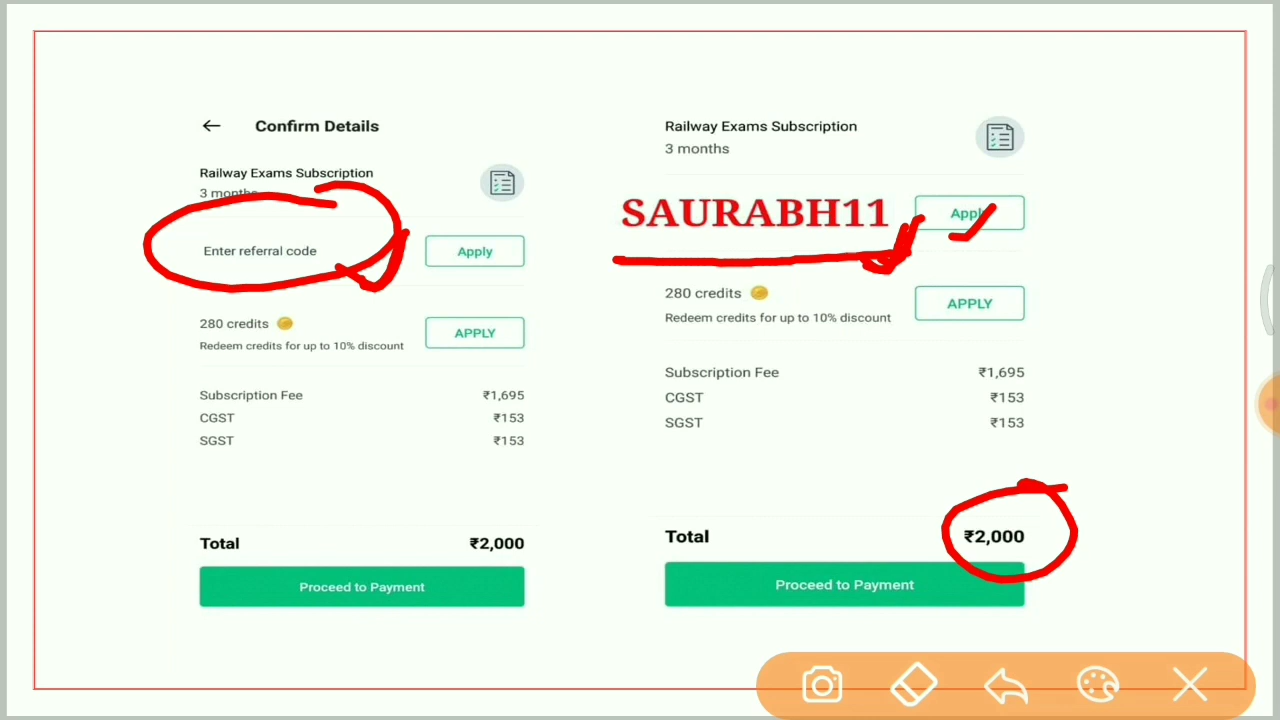 Confirm Details
Railway Exams Subscription
3 months
Enter referral code
Apply
280 credits
Redeem credits for up to 10% discount
APPLY
Subscription Fee ₹1,695
CGST ₹153
SGST ₹153
Total ₹2,000
Proceed to Payment
Railway Exams Subscription
3 months
SAURABH11
Apply
280 credits
Redeem credits for up to 10% discount
APPLY
Subscription Fee ₹1,695
CGST ₹153
SGST ₹153
Total ₹2,000
Proceed to Payment